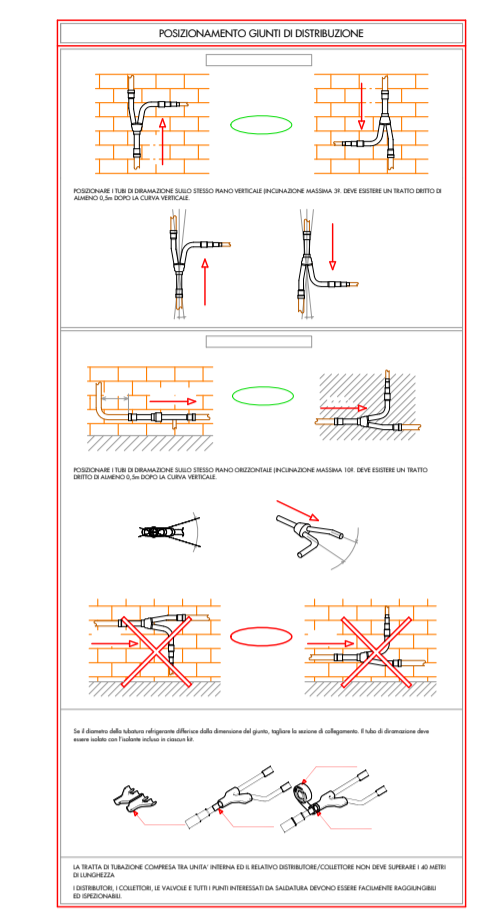 POSIZIONAMENTO GIUNTI DI DISTRIBUZIONE
POSIZIONARE I TUBI DI DIRAMAZIONE SULLO STESSO PIANO VERTICALE (INCLINAZIONE MASSIMA 3º. DEVE ESISTERE UN TRATTO DRITTO DI
ALMENO 0,5m DOPO LA CURVA VERTICALE.
POSIZIONARE I TUBI DI DIRAMAZIONE SULLO STESSO PIANO ORIZZONTALE (INCLINAZIONE MASSIMA 10º. DEVE ESISTERE UN TRATTO
DRITTO DI ALMENO 0,5m DOPO LA CURVA VERTICALE.
Se il diametro della tubatura refrigerante differisce dalla dimensione del giunto, tagliare la sezione di collegamento. Il tubo di diramazione deve
essere isolato con l'isolante incluso in ciascun kit.
LA TRATTA DI TUBAZIONE COMPRESA TRA UNITA' INTERNA ED IL RELATIVO DISTRIBUTORE/COLLETTORE NON DEVE SUPERARE I 40 METRI
DI LUNGHEZZA
I DISTRIBUTORI, I COLLETTORI, LE VALVOLE E TUTTI I PUNTI INTERESSATI DA SALDATURA DEVONO ESSERE FACILMENTE RAGGIUNGIBILI
ED ISPEZIONABILI.